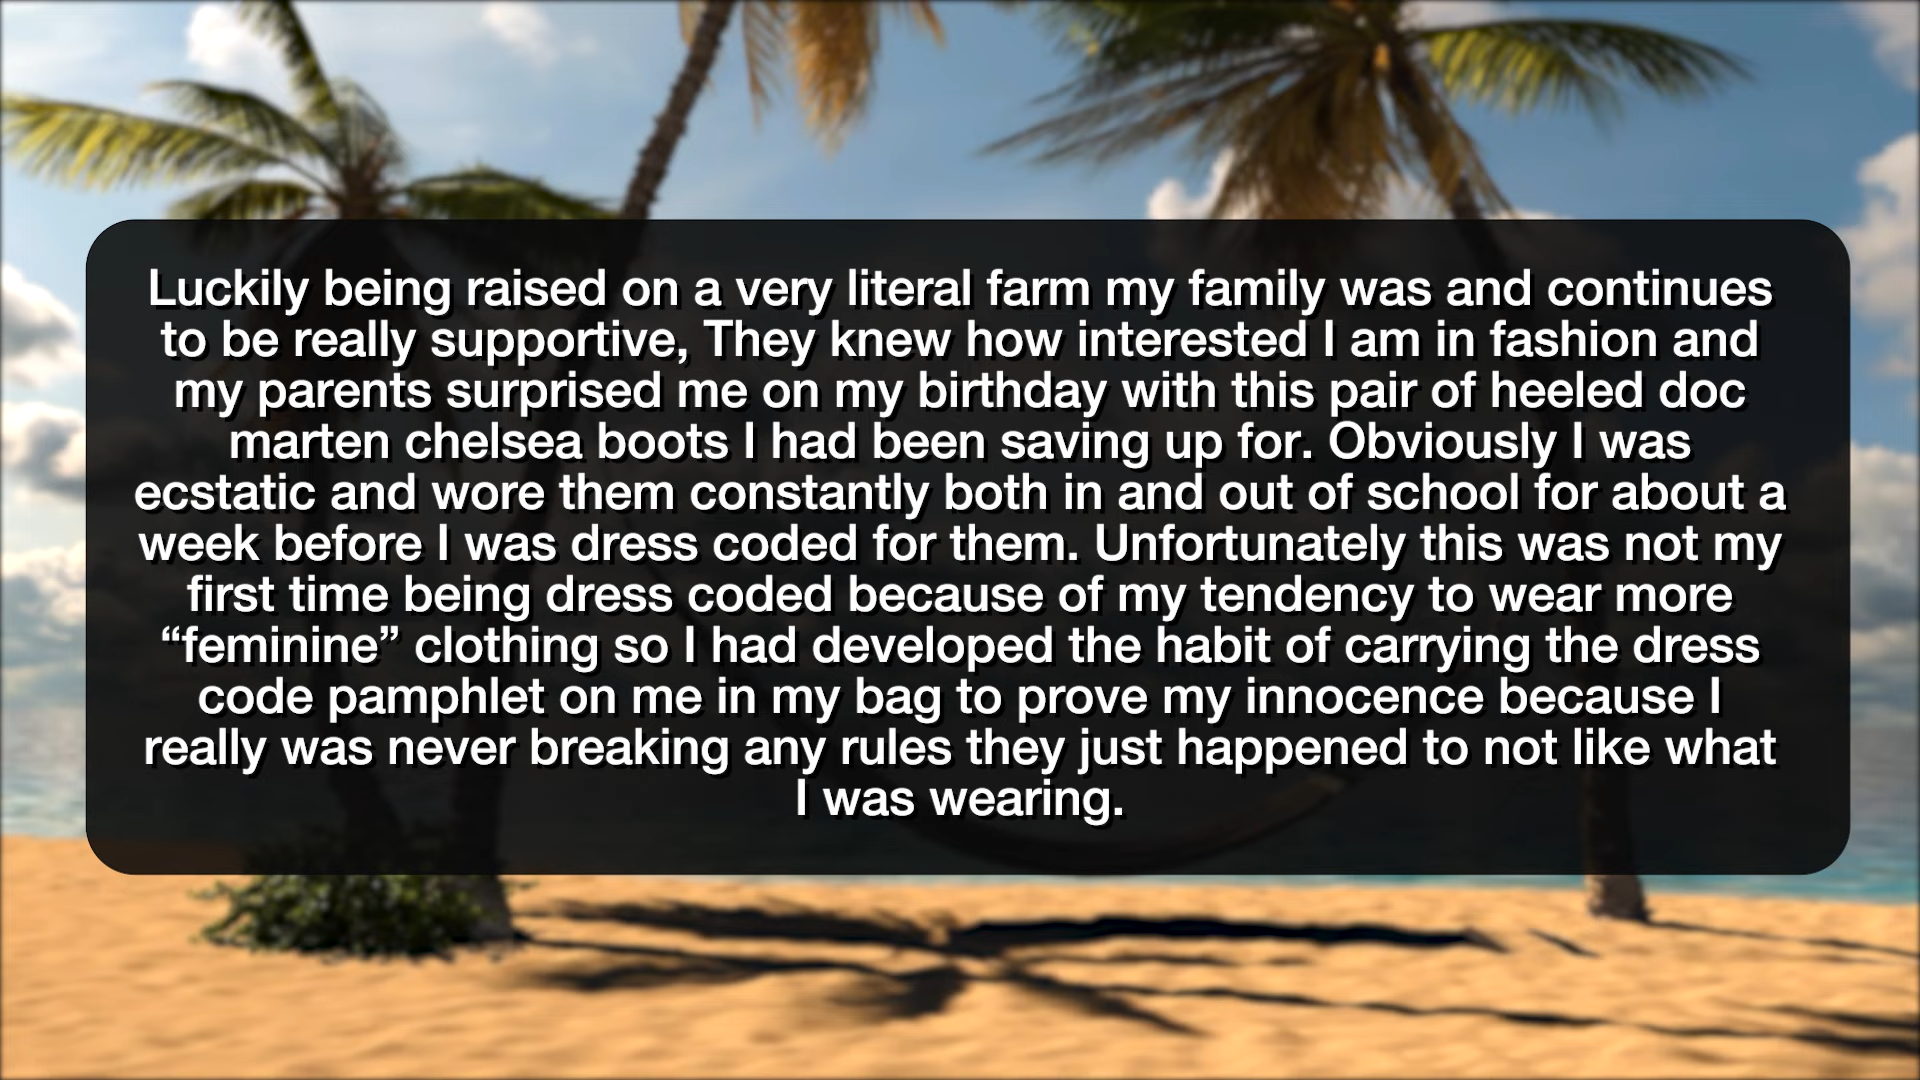 Luckily being raised on a very literal farm my family was and continues
to be really supportive, They knew how interested I am in fashion and
my parents surprised me on my birthday with this pair of heeled doc
marten chelsea boots I had been saving up for. Obviously I was
ecstatic and wore them constantly both in and out of school for about a
week before I was dress coded for them. Unfortunately this was not my
first time being dress coded because of my tendency to wear more
“feminine” clothing so I had developed the habit of carrying the dress
code pamphlet on me in my bag to prove my innocence because I
really was never breaking any rules they just happened to not like what
I was wearing.